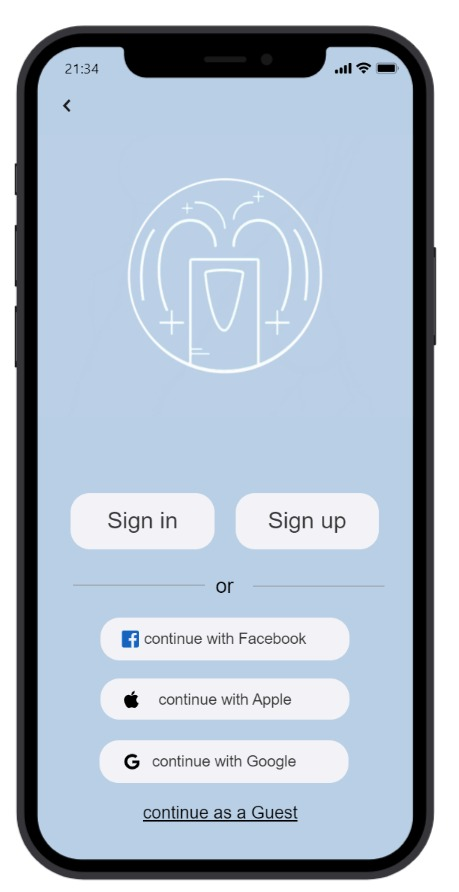 21:34
Sign in
Sign up
or
continue with Facebook
continue with Apple
continue with Google
continue as a Guest